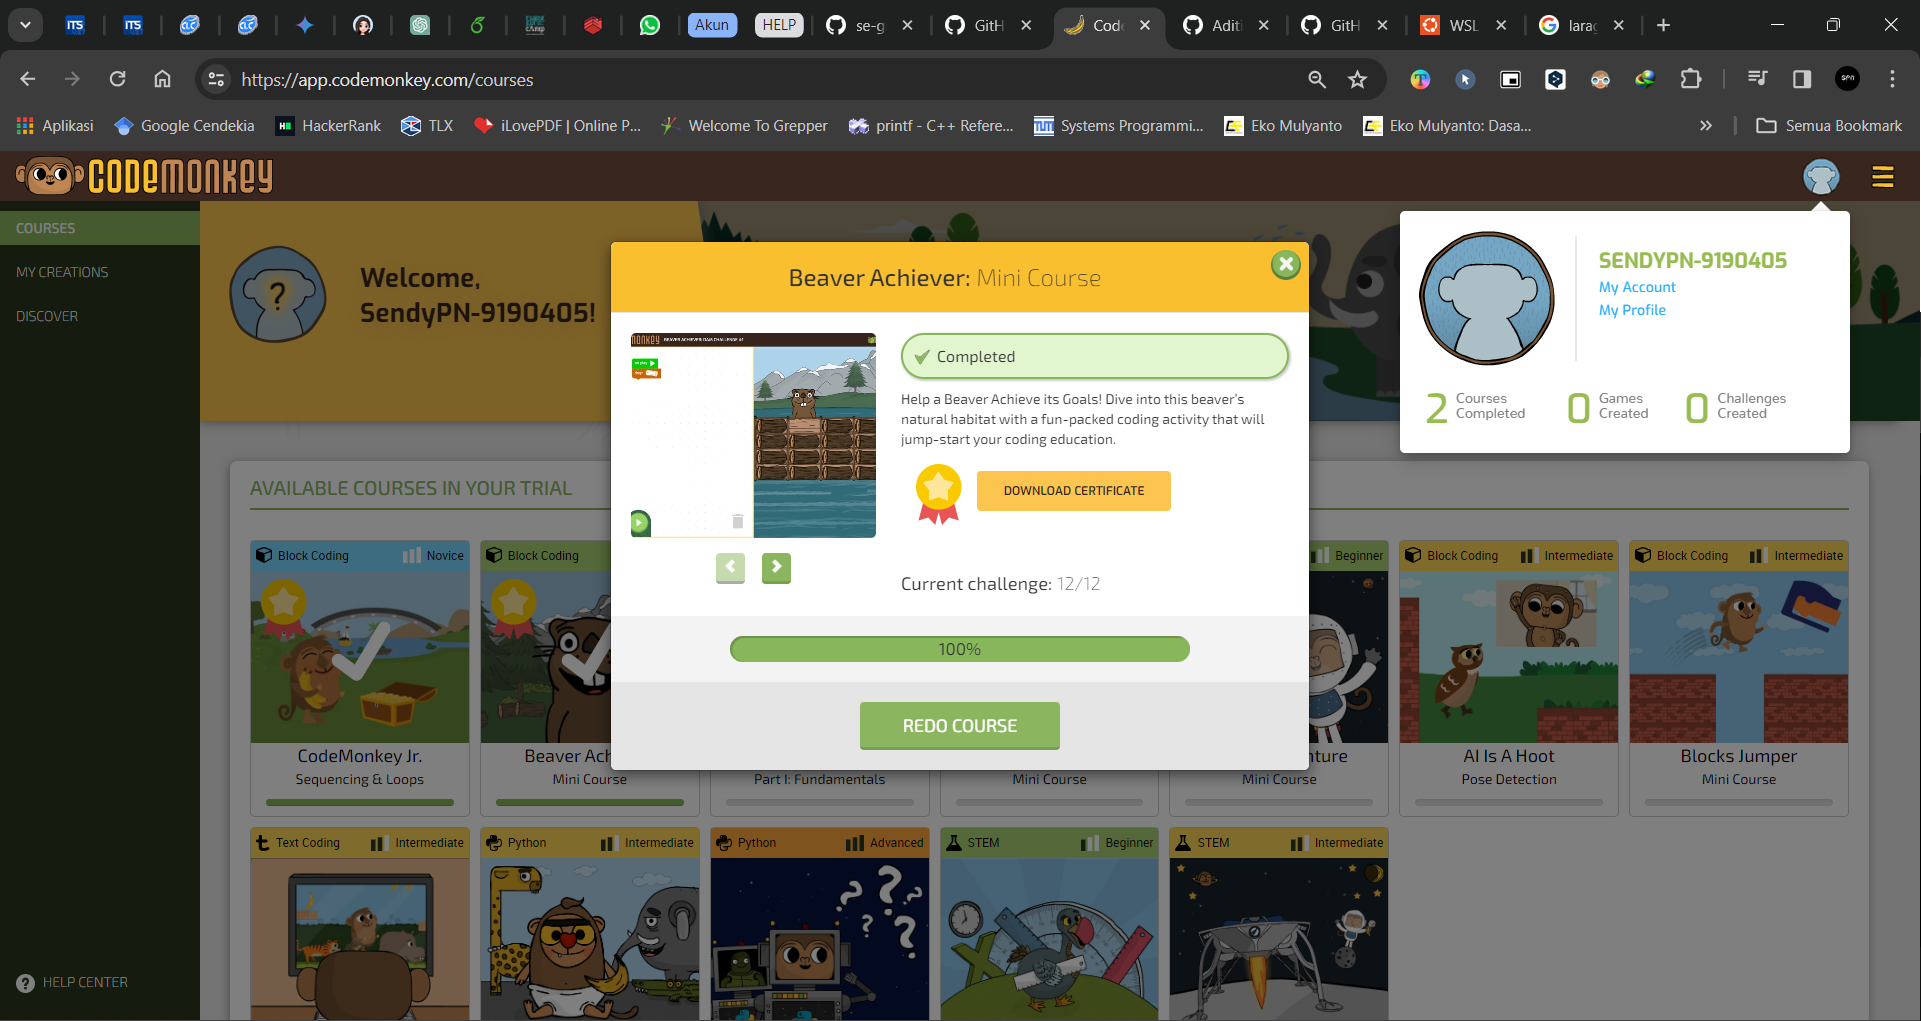 Akun
HELP
se-g
GitH
Code
Aditi
GitH
WSL
larag
https://app.codemonkey.com/courses
Aplikasi
Google Cendekia
HackerRank
TLX
iLovePDF | Online P...
Welcome To Grepper
printf - C++ Refere...
Systems Programmi...
Eko Mulyanto
Eko Mulyanto: Dasa...
Semua Bookmark
CODEMONKEY
COURSES
MY CREATIONS
DISCOVER
HELP CENTER
Welcome,
SendyPN-9190405!
SENDYPN-9190405
My Account
My Profile
2 Courses Completed
0 Games Created
0 Challenges Created
Beaver Achiever: Mini Course
Completed
Help a Beaver Achieve its Goals! Dive into this beaver's
natural habitat with a fun-packed coding activity that will
jump-start your coding education.
DOWNLOAD CERTIFICATE
Current challenge: 12/12
100%
REDO COURSE
AVAILABLE COURSES IN YOUR TRIAL
Block Coding Novice
CodeMonkey Jr.
Sequencing & Loops
Block Coding
Beaver Ach
Mini Course
Part I: Fundamentals
Mini Course
Beginner
nture
Mini Course
Block Coding Intermediate
AI Is A Hoot
Pose Detection
Block Coding Intermediate
Blocks Jumper
Mini Course
Text Coding Intermediate
Python Intermediate
Python Advanced
STEM Beginner
STEM Intermediate